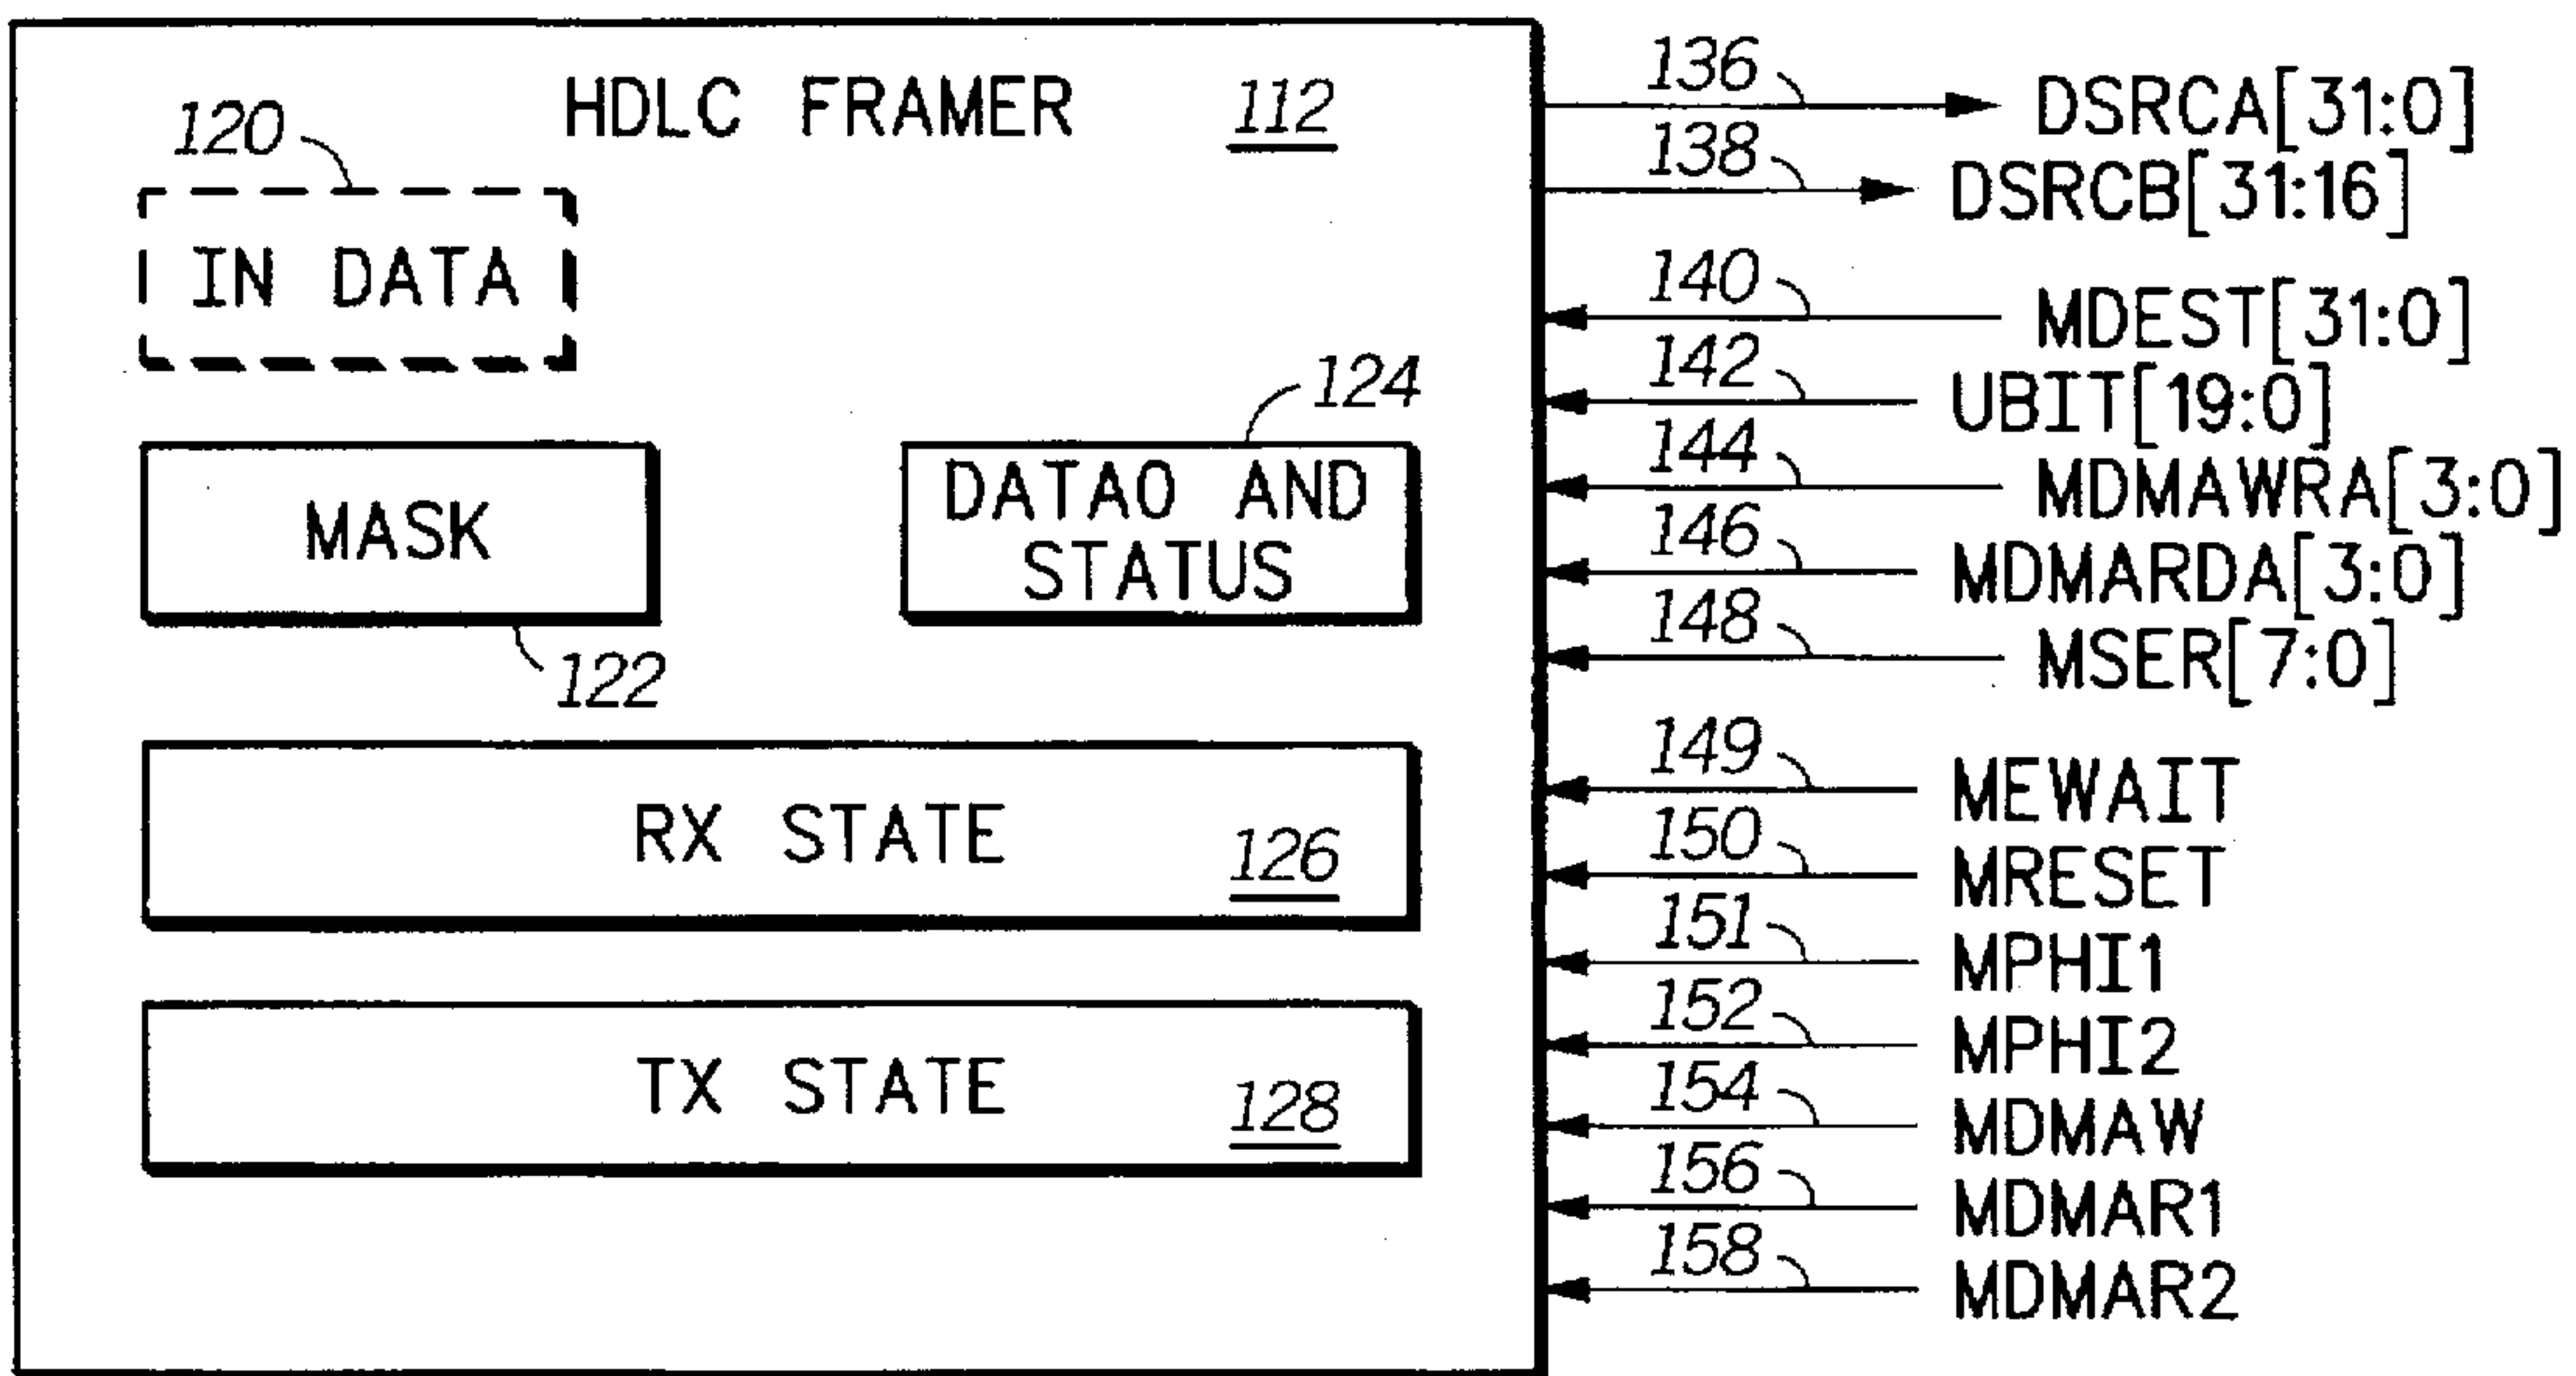 HDLC FRAMER 112
120
IN DATA
124
MASK
DATA0 AND
STATUS
122
RX STATE 126
TX STATE 128
136 DSRCA[31:0]
138 DSRCB[31:16]
140 MDEST[31:0]
142 UBIT[19:0]
144 MDMAWRA[3:0]
146 MDMARDA[3:0]
148 MSER[7:0]
149 MEWAIT
150 MRESET
151 MPHI1
152 MPHI2
154 MDMAW
156 MDMAR1
158 MDMAR2